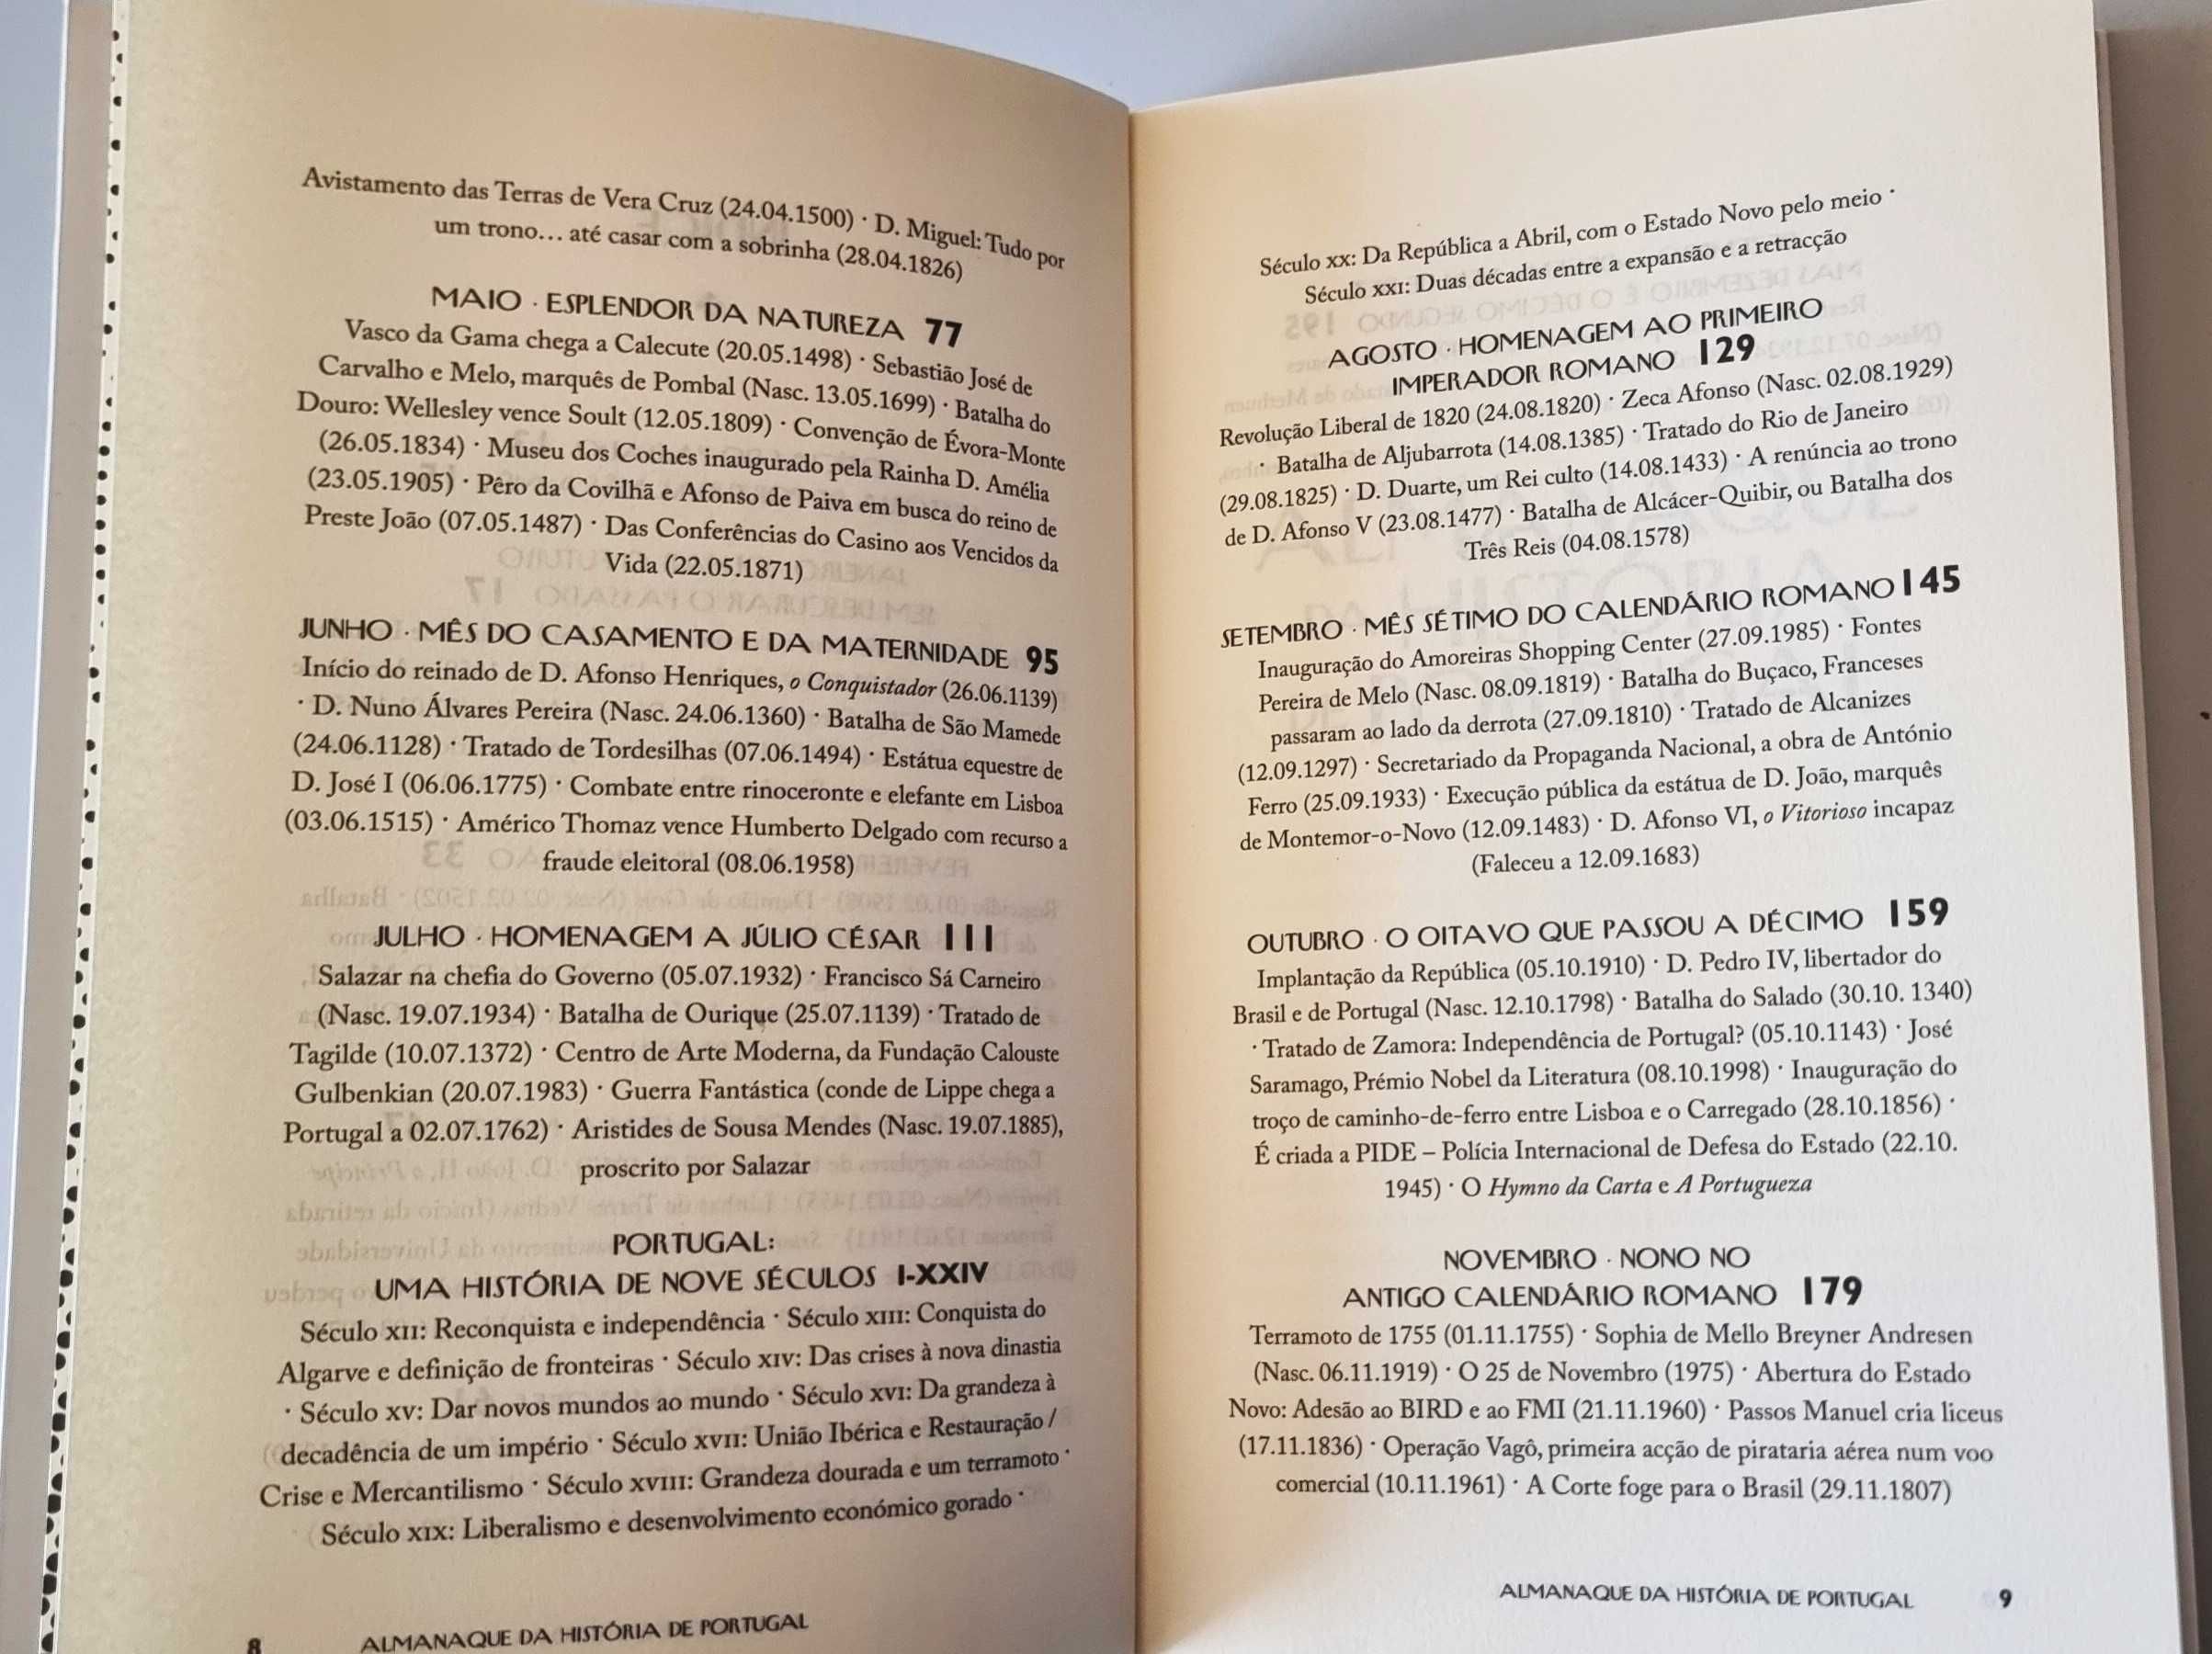 Avistamento das Terras de Vera Cruz (24.04.1500) · D. Miguel: Tudo por
um trono… até casar com a sobrinha (28.04.1826)
MAIO · ESPLENDOR DA NATUREZA 77
Vasco da Gama chega a Calecute (20.05.1498) · Sebastião José de
Carvalho e Melo, marquês de Pombal (Nasc. 13.05.1699) · Batalha do
Douro: Wellesley vence Soult (12.05.1809) · Convenção de Évora-Monte
(26.05.1834) · Museu dos Coches inaugurado pela Rainha D. Amélia
(23.05.1905) · Pêro da Covilhã e Afonso de Paiva em busca do reino de
Preste João (07.05.1487) · Das Conferências do Casino aos Vencidos da
Vida (22.05.1871)
JUNHO · MÊS DO CASAMENTO E DA MATERNIDADE 95
Início do reinado de D. Afonso Henriques, o Conquistador (26.06.1139)
· D. Nuno Álvares Pereira (Nasc. 24.06.1360) · Batalha de São Mamede
(24.06.1128) · Tratado de Tordesilhas (07.06.1494) · Estátua equestre de
D. José I (06.06.1775) · Combate entre rinoceronte e elefante em Lisboa
(03.06.1515) · Américo Thomaz vence Humberto Delgado com recurso a
fraude eleitoral (08.06.1958)
JULHO · HOMENAGEM A JÚLIO CÉSAR 111
Salazar na chefia do Governo (05.07.1932) · Francisco Sá Carneiro
(Nasc. 19.07.1934) · Batalha de Ourique (25.07.1139) · Tratado de
Tagilde (10.07.1372) · Centro de Arte Moderna, da Fundação Calouste
Gulbenkian (20.07.1983) · Guerra Fantástica (conde de Lippe chega a
Portugal a 02.07.1762) · Aristides de Sousa Mendes (Nasc. 19.07.1885),
proscrito por Salazar
PORTUGAL:
UMA HISTÓRIA DE NOVE SÉCULOS I-XXIV
Século XII: Reconquista e independência · Século XIII: Conquista do
Algarve e definição de fronteiras · Século XIV: Das crises à nova dinastia
· Século XV: Dar novos mundos ao mundo · Século XVI: Da grandeza à
decadência de um império · Século XVII: União Ibérica e Restauração /
Crise e Mercantilismo · Século XVIII: Grandeza dourada e um terramoto ·
Século XIX: Liberalismo e desenvolvimento económico gorado ·
8 ALMANAQUE DA HISTÓRIA DE PORTUGAL
Século XX: Da República a Abril, com o Estado Novo pelo meio ·
Século XXI: Duas décadas entre a expansão e a retracção
AGOSTO · HOMENAGEM AO PRIMEIRO
IMPERADOR ROMANO 129
Revolução Liberal de 1820 (24.08.1820) · Zeca Afonso (Nasc. 02.08.1929)
· Batalha de Aljubarrota (14.08.1385) · Tratado do Rio de Janeiro
(29.08.1825) · D. Duarte, um Rei culto (14.08.1433) · A renúncia ao trono
de D. Afonso V (23.08.1477) · Batalha de Alcácer-Quibir, ou Batalha dos
Três Reis (04.08.1578)
SETEMBRO · MÊS SÉTIMO DO CALENDÁRIO ROMANO 145
Inauguração do Amoreiras Shopping Center (27.09.1985) · Fontes
Pereira de Melo (Nasc. 08.09.1819) · Batalha do Buçaco, Franceses
passaram ao lado da derrota (27.09.1810) · Tratado de Alcanizes
(12.09.1297) · Secretariado da Propaganda Nacional, a obra de António
Ferro (25.09.1933) · Execução pública da estátua de D. João, marquês
de Montemor-o-Novo (12.09.1483) · D. Afonso VI, o Vitorioso incapaz
(Faleceu a 12.09.1683)
OUTUBRO · O OITAVO QUE PASSOU A DÉCIMO 159
Implantação da República (05.10.1910) · D. Pedro IV, libertador do
Brasil e de Portugal (Nasc. 12.10.1798) · Batalha do Salado (30.10. 1340)
· Tratado de Zamora: Independência de Portugal? (05.10.1143) · José
Saramago, Prémio Nobel da Literatura (08.10.1998) · Inauguração do
troço de caminho-de-ferro entre Lisboa e o Carregado (28.10.1856) ·
É criada a PIDE – Polícia Internacional de Defesa do Estado (22.10.
1945) · O Hymno da Carta e A Portugueza
NOVEMBRO · NONO NO
ANTIGO CALENDÁRIO ROMANO 179
Terramoto de 1755 (01.11.1755) · Sophia de Mello Breyner Andresen
(Nasc. 06.11.1919) · O 25 de Novembro (1975) · Abertura do Estado
Novo: Adesão ao BIRD e ao FMI (21.11.1960) · Passos Manuel cria liceus
(17.11.1836) · Operação Vagô, primeira acção de pirataria aérea num voo
comercial (10.11.1961) · A Corte foge para o Brasil (29.11.1807)
ALMANAQUE DA HISTÓRIA DE PORTUGAL 9